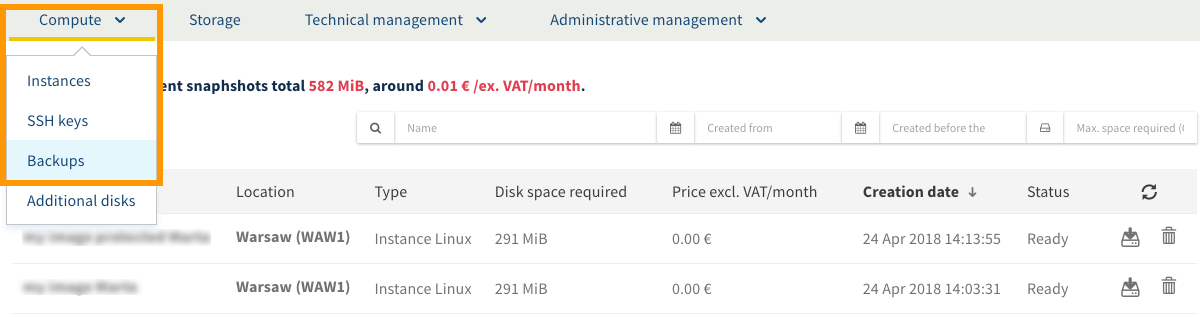 Compute Storage Technical management Administrative management
Instances
ent snaphshots total 582 MiB, around 0.01 € /ex. VAT/month.
SSH keys
Name Created from Created before the Max. space required (
Backups
Location Type Disk space required Price excl. VAT/month Creation date Status
Additional disks
Warsaw (WAW1) Instance Linux 291 MiB 0.00 € 24 Apr 2018 14:13:55 Ready
Warsaw (WAW1) Instance Linux 291 MiB 0.00 € 24 Apr 2018 14:03:31 Ready